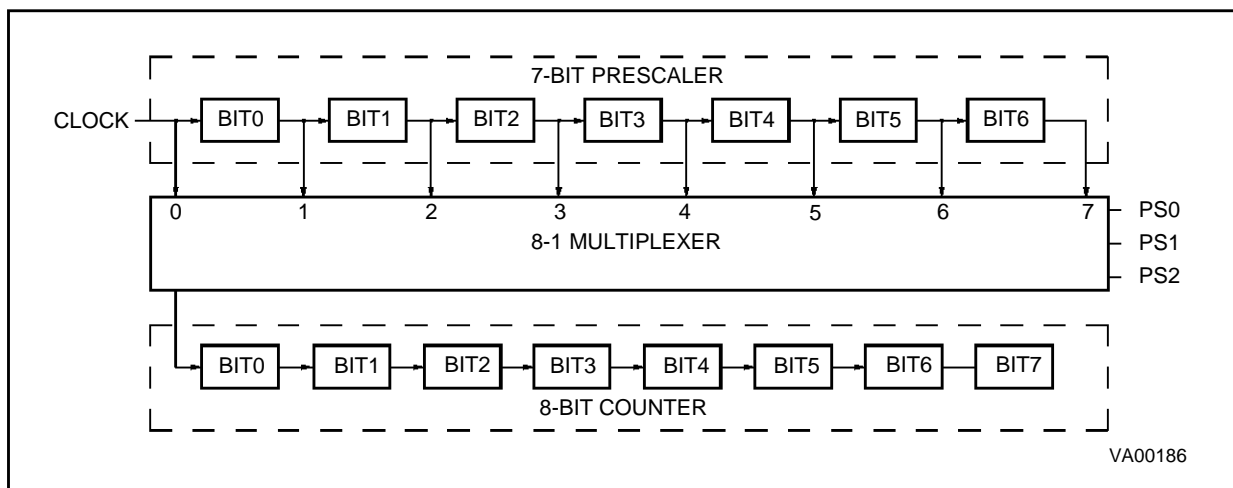 7-BIT PRESCALER
CLOCK BIT0 BIT1 BIT2 BIT3 BIT4 BIT5 BIT6
0 1 2 3 4 5 6 7
PS0
8-1 MULTIPLEXER
PS1
PS2
BIT0 BIT1 BIT2 BIT3 BIT4 BIT5 BIT6 BIT7
8-BIT COUNTER
VA00186